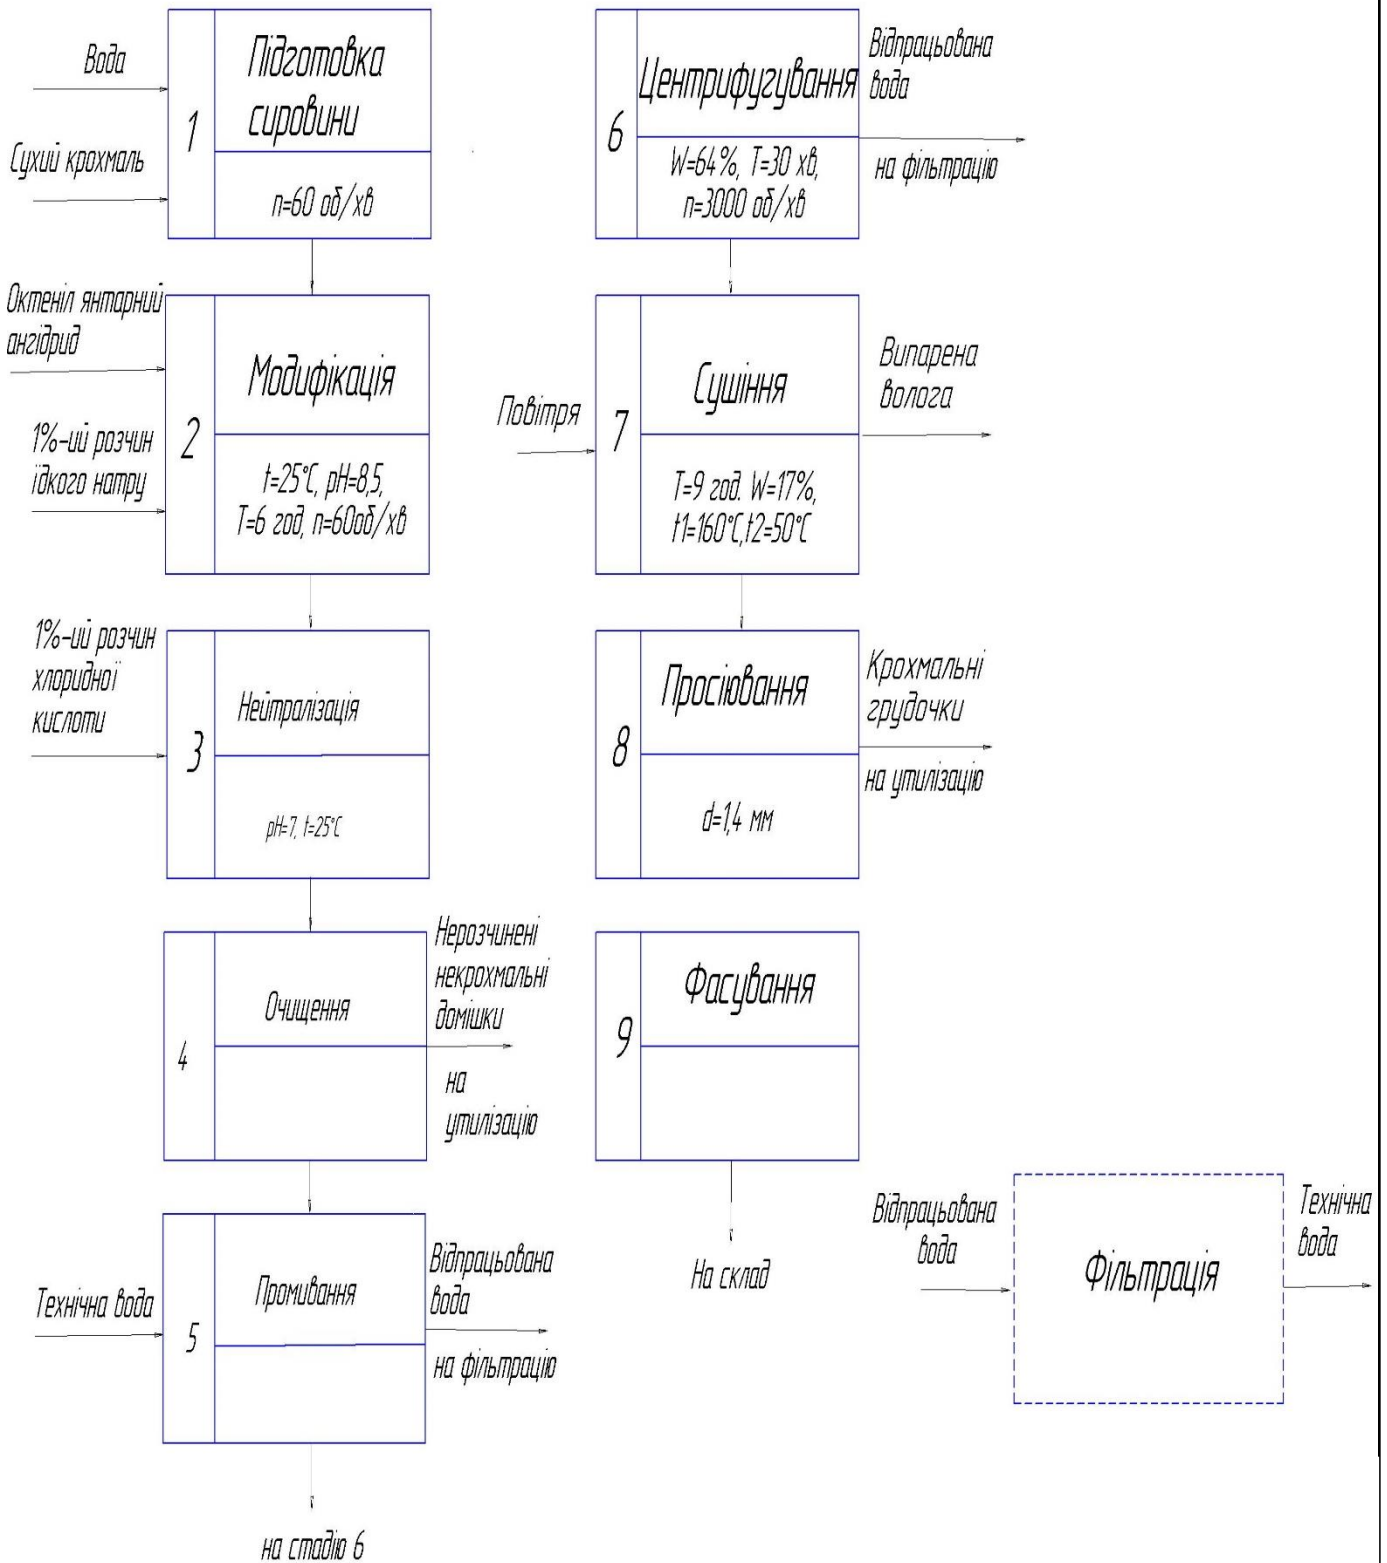 Вода
Сухий крохмаль
1
Підготовка
сировини
n=60 об/хв
Октеніл янтарний
ангідрид
1%-ий розчин
їдкого натру
2
Модифікація
t=25°C, pH=8,5,
T=6 год, n=60об/хв
1%-ий розчин
хлоридної
кислоти
3
Нейтралізація
pH=7, t=25°C
4
Очищення
Нерозчинені
некрохмальні
домішки
на
утилізацію
Технічна вода
5
Промивання
Відпрацьована
вода
на фільтрацію
на стадію 6
6
Центрифугування
W=64%, T=30 хв,
n=3000 об/хв
Відпрацьована
вода
на фільтрацію
Повітря
7
Сушіння
T=9 год. W=17%,
t1=160°C,t2=50°C
Випарена
волога
8
Просіювання
d=1,4 мм
Крохмальні
грудочки
на утилізацію
9
Фасування
На склад
Відпрацьована
вода
Фільтрація
Технічна
вода